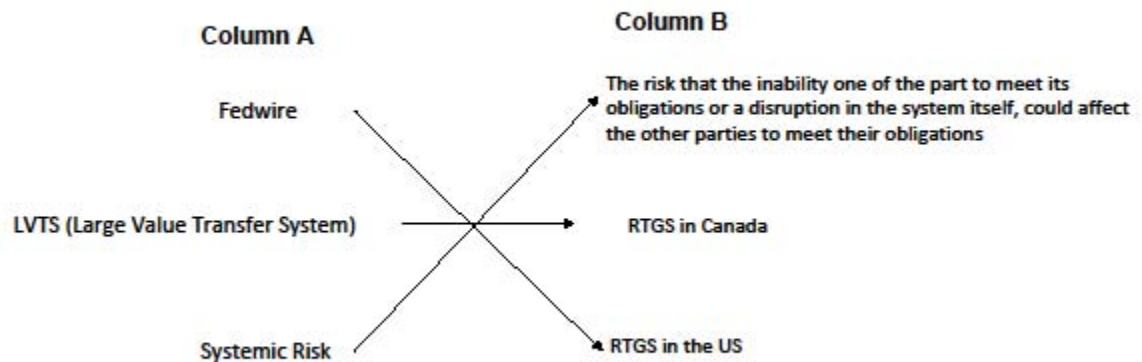 Column A
Column B
Fedwire
The risk that the inability one of the part to meet its
obligations or a disruption in the system itself, could affect
the other parties to meet their obligations
LVTS (Large Value Transfer System)
RTGS in Canada
Systemic Risk
RTGS in the US